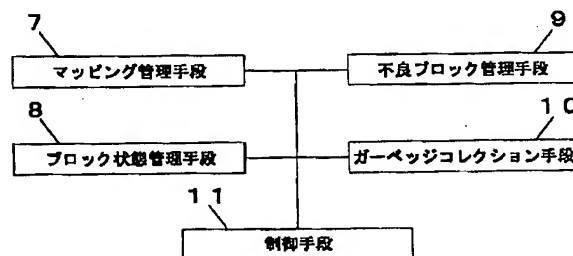 7
9
マッピング管理手段
不良ブロック管理手段
8
10
ブロック状態管理手段
ガーベッジコレクション手段
11
制御手段